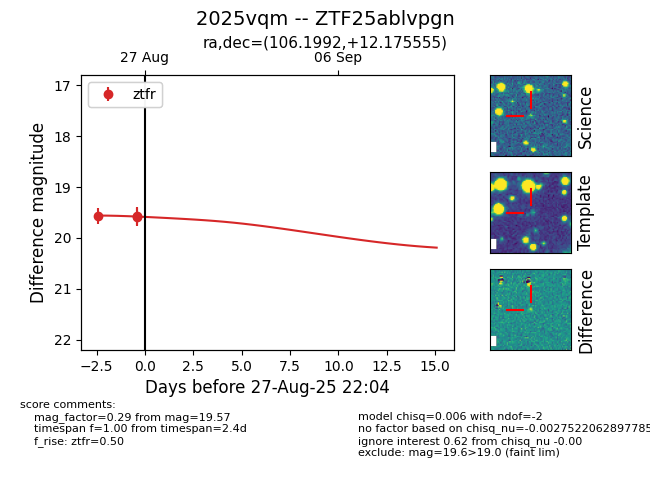 2025vqm -- ZTF25ablvpgn
ra,dec=(106.1992,+12.175555)
27 Aug
06 Sep
ztfr
17
18
19
20
21
22
Difference magnitude
−2.5
0.0
2.5
5.0
7.5
10.0
12.5
15.0
Days before 27-Aug-25 22:04
Science
Template
Difference
score comments:
mag_factor=0.29 from mag=19.57
timespan f=1.00 from timespan=2.4d
f_rise: ztfr=0.50
model chisq=0.006 with ndof=-2
no factor based on chisq_nu=-0.0027522062897785
ignore interest 0.62 from chisq_nu -0.00
exclude: mag=19.6>19.0 (faint lim)